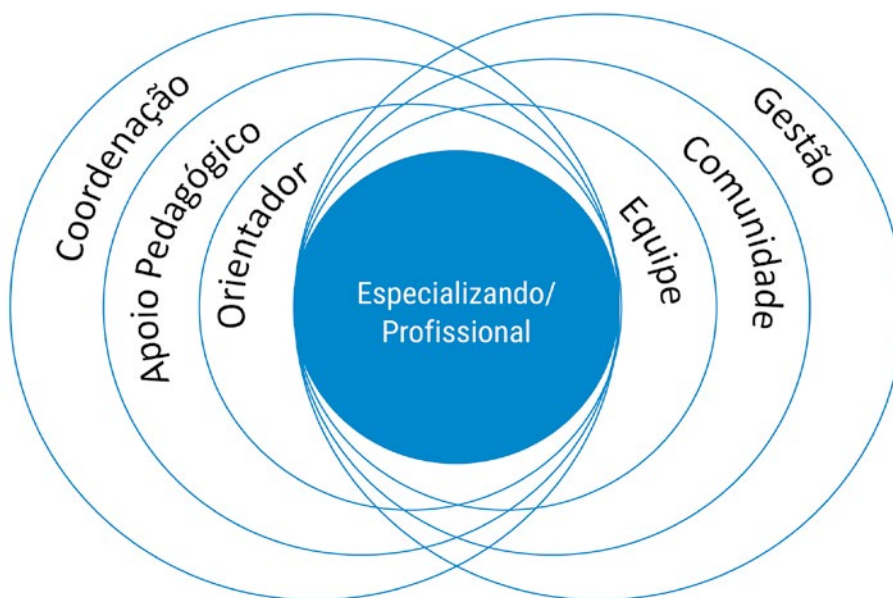 Coordenação
Apoio Pedagógico
Orientador
Especializando/
Profissional
Equipe
Comunidade
Gestão